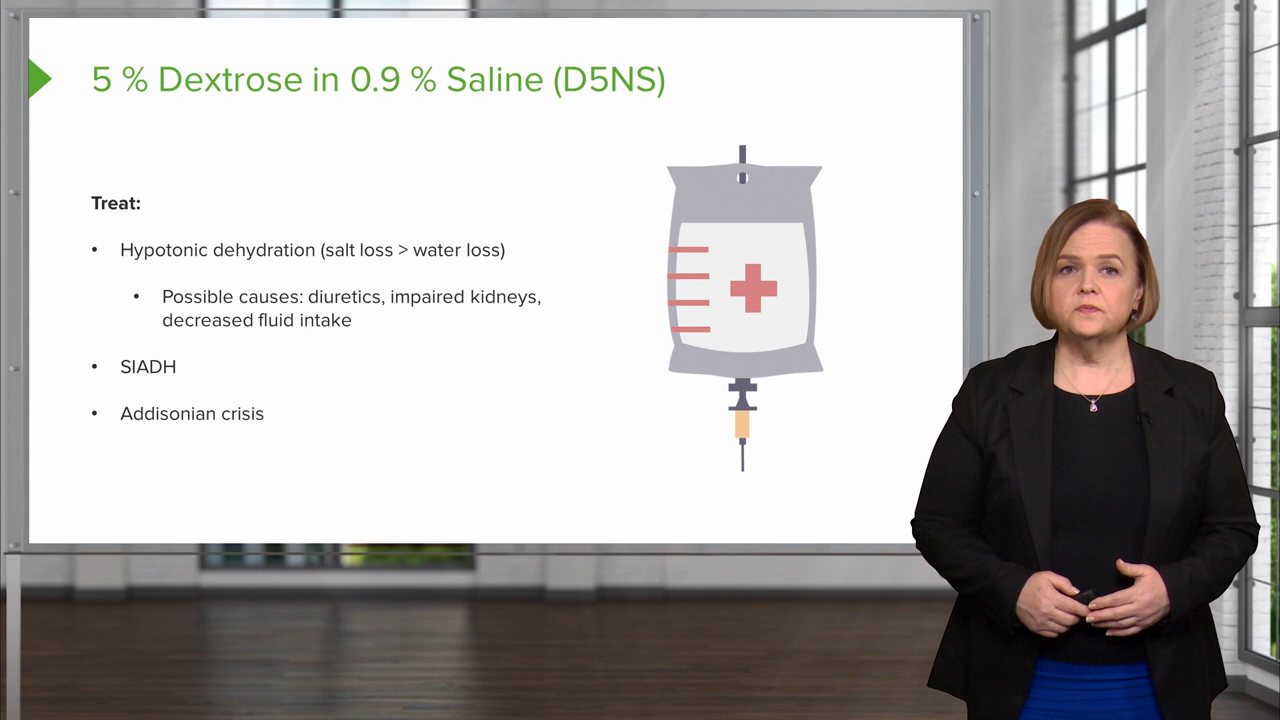 5 % Dextrose in 0.9 % Saline (D5NS)
Treat:
• Hypotonic dehydration (salt loss > water loss)
• Possible causes: diuretics, impaired kidneys,
decreased fluid intake
• SIADH
• Addisonian crisis